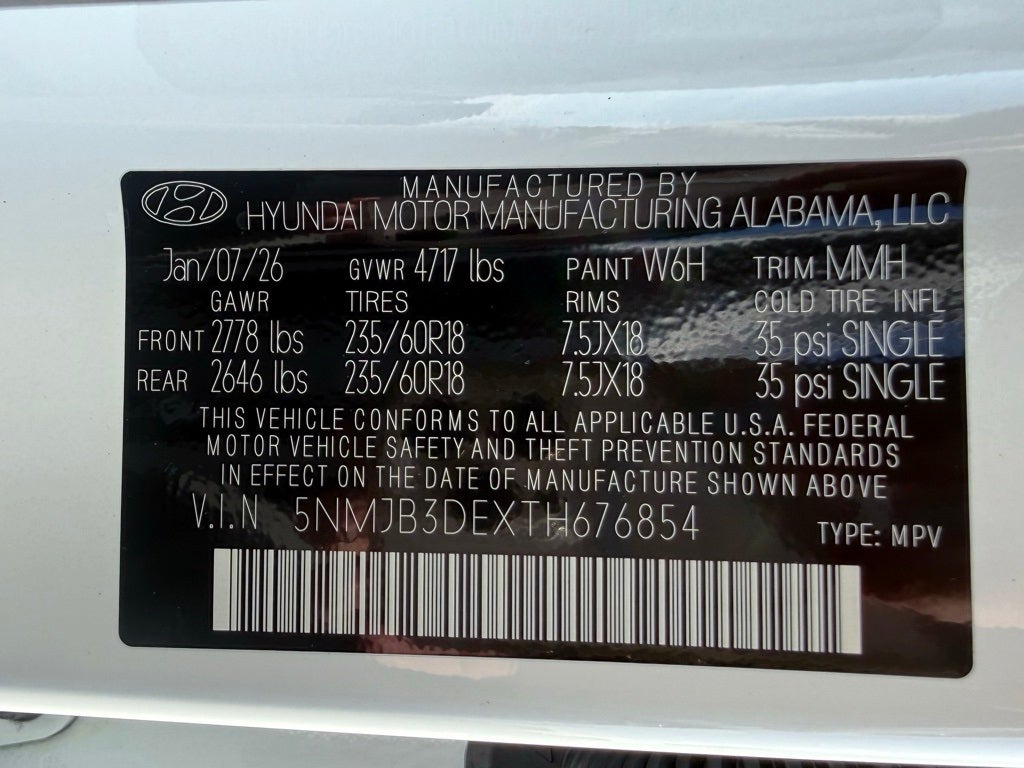 MANUFACTURED BY
HYUNDAI MOTOR MANUFACTURING ALABAMA, LLC
Jan/07/26 GVWR 4717 lbs PAINT W6H TRIM MMH
GAWR TIRES RIMS COLD TIRE INFL
FRONT 2778 lbs 235/60R18 7.5JX18 35 psi SINGLE
REAR 2646 lbs 235/60R18 7.5JX18 35 psi SINGLE
THIS VEHICLE CONFORMS TO ALL APPLICABLE U.S.A. FEDERAL
MOTOR VEHICLE SAFETY AND THEFT PREVENTION STANDARDS
IN EFFECT ON THE DATE OF MANUFACTURE SHOWN ABOVE
V.I.N 5NMJB3DEXTH676854 TYPE: MPV